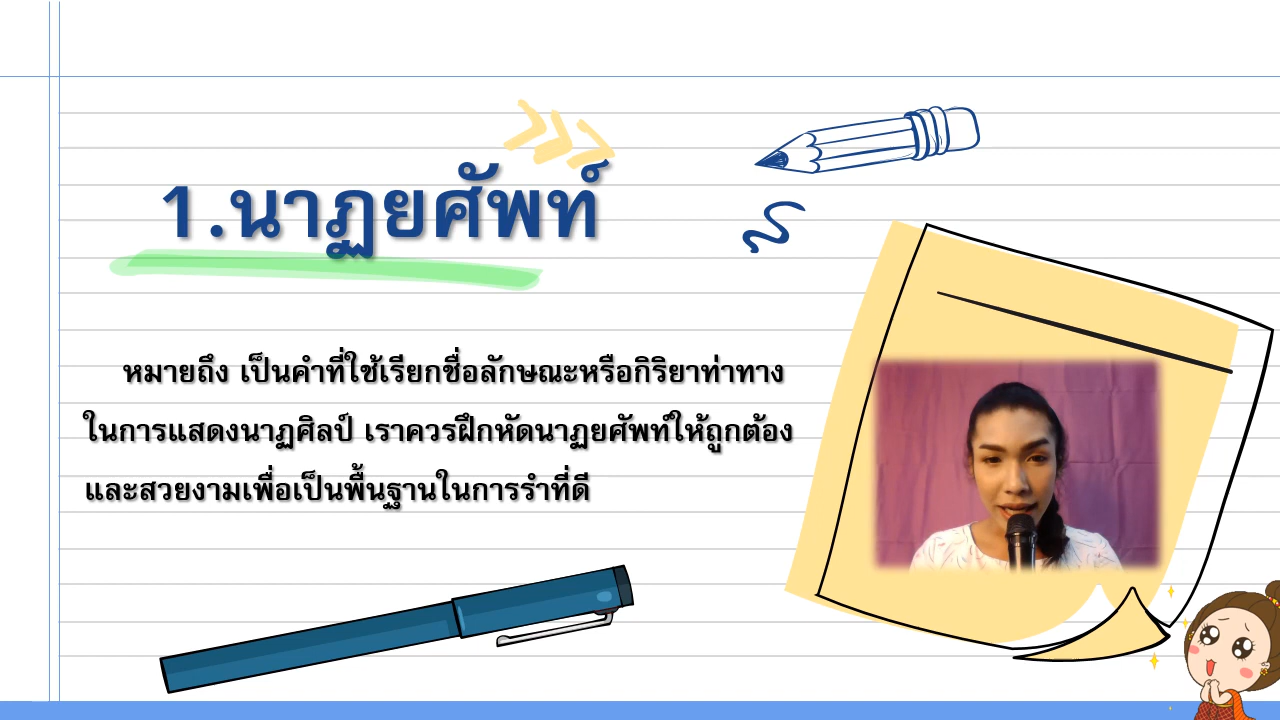 1.นาฏยศัพท์
หมายถึง เป็นคำที่ใช้เรียกชื่อลักษณะหรือกิริยาท่าทาง
ในการแสดงนาฏศิลป์ เราควรฝึกหัดนาฏยศัพท์ให้ถูกต้อง
และสวยงามเพื่อเป็นพื้นฐานในการรำที่ดี